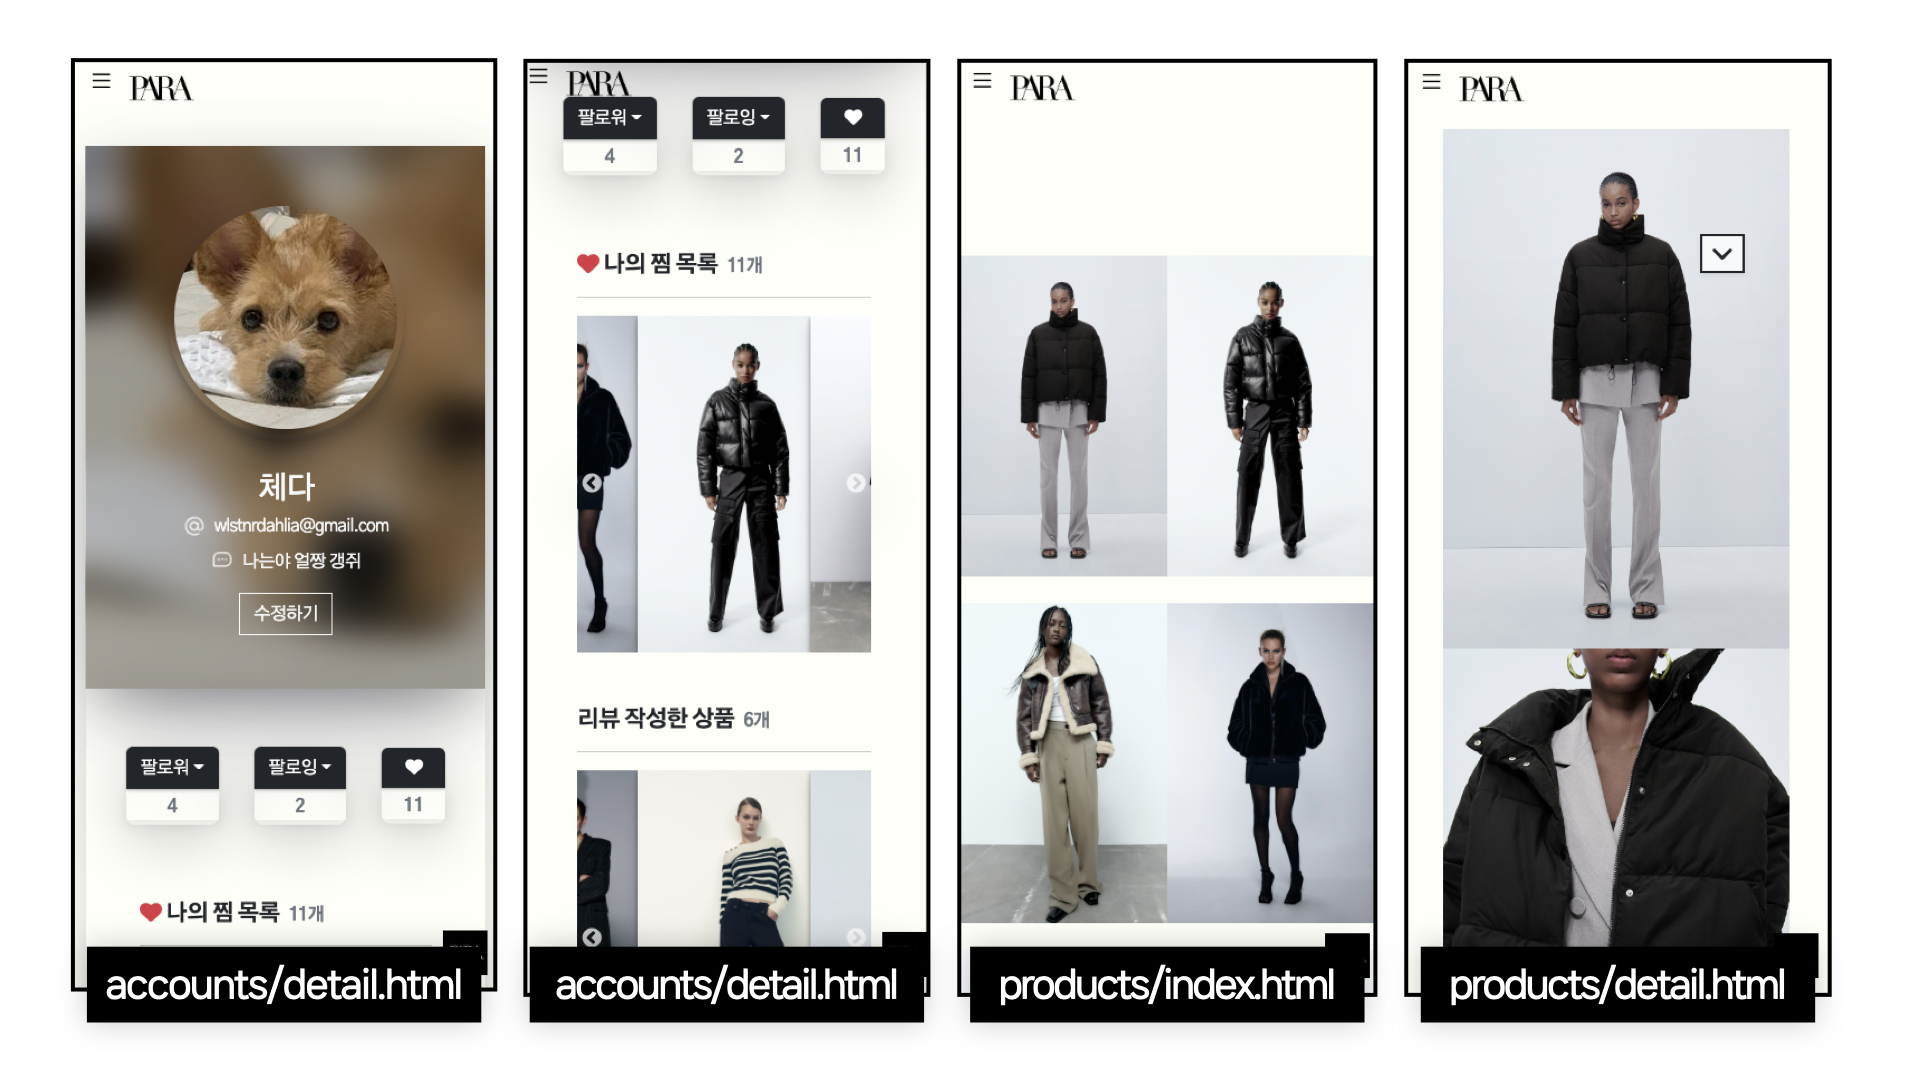 PARA
체다
wlstnrdahlia@gmail.com
나는야 얼짱 갱쥐
수정하기
팔로워 팔로잉
4 2 11
나의 찜 목록 11개
accounts/detail.html
PARA
팔로워 팔로잉
4 2 11
나의 찜 목록 11개
리뷰 작성한 상품 6개
accounts/detail.html
PARA
products/index.html
PARA
products/detail.html